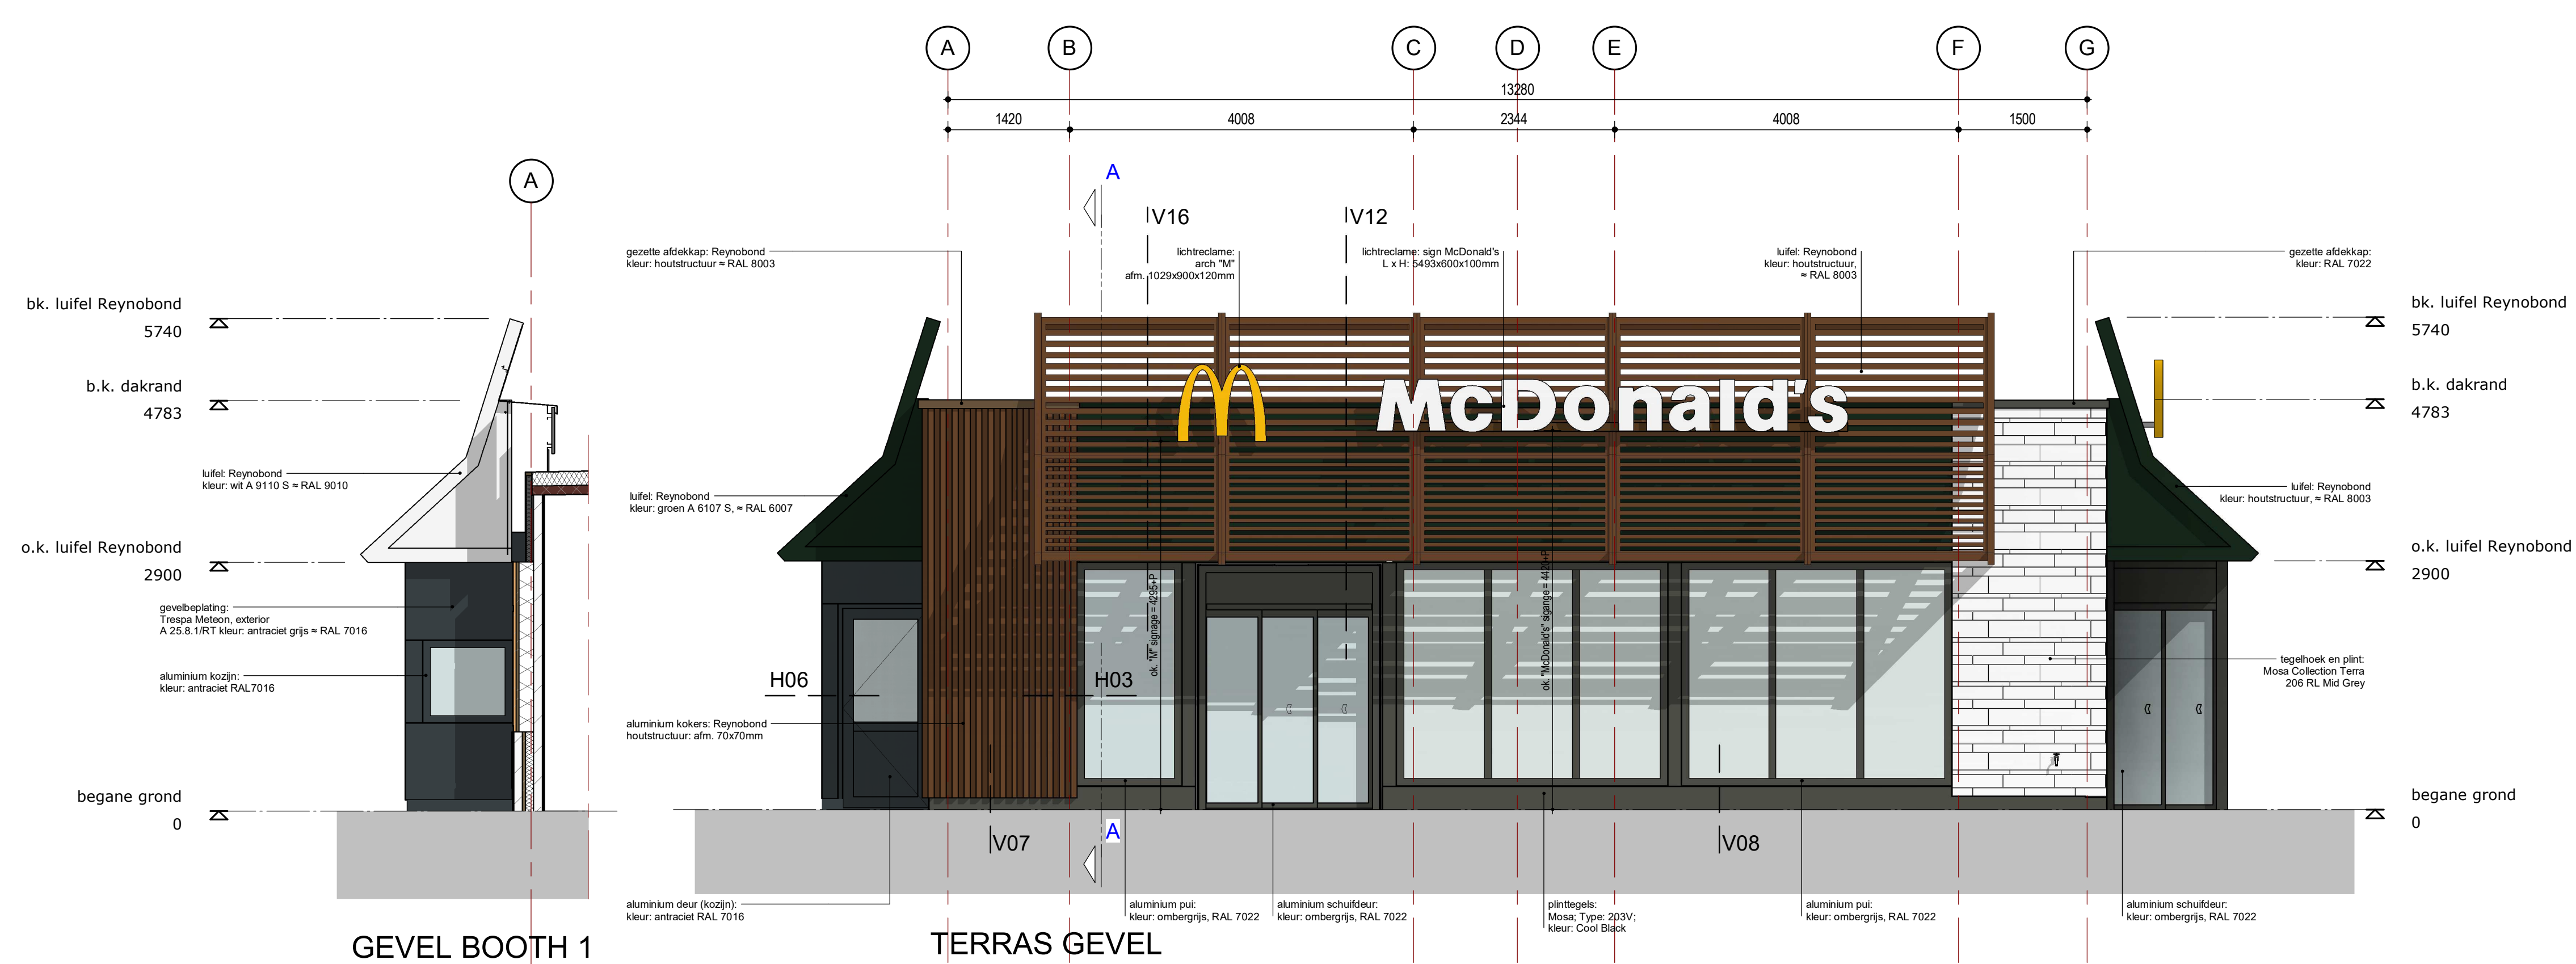 A
B
C
D
E
F
G
13280
1420
4008
2344
4008
1500
A
A
V16
V12
gezette afdekkap: Reynobond
kleur: houtstructuur ≈ RAL 8003
lichtreclame:
arch "M"
afm. 1029x900x120mm
lichtreclame: sign McDonald's
L x H: 5493x600x100mm
luifel: Reynobond
kleur: houtstructuur,
≈ RAL 8003
gezette afdekkap:
kleur: RAL 7022
bk. luifel Reynobond
5740
b.k. dakrand
4783
luifel: Reynobond
kleur: wit A 9110 S ≈ RAL 9010
o.k. luifel Reynobond
2900
gevelbeplating:
Trespa Meteon, exterior
A 25.8.1/RT kleur: antraciet grijs ≈ RAL 7016
aluminium kozijn:
kleur: antraciet RAL7016
begane grond
0
GEVEL BOOTH 1
McDonald's
luifel: Reynobond
kleur: groen A 6107 S, ≈ RAL 6007
H06
H03
aluminium kokers: Reynobond
houtstructuur: afm. 70x70mm
ok. "M" signage = 4295+P
ok. "McDonald's" sigange = 4420+P
bk. luifel Reynobond
5740
b.k. dakrand
4783
luifel: Reynobond
kleur: houtstructuur, ≈ RAL 8003
o.k. luifel Reynobond
2900
tegelhoek en plint:
Mosa Collection Terra
206 RL Mid Grey
begane grond
0
V07
A
V08
aluminium deur (kozijn):
kleur: antraciet RAL 7016
aluminium pui:
kleur: ombergrijs, RAL 7022
aluminium schuifdeur:
kleur: ombergrijs, RAL 7022
plinttegels:
Mosa; Type: 203V;
kleur: Cool Black
aluminium pui:
kleur: ombergrijs, RAL 7022
aluminium schuifdeur:
kleur: ombergrijs, RAL 7022
TERRAS GEVEL